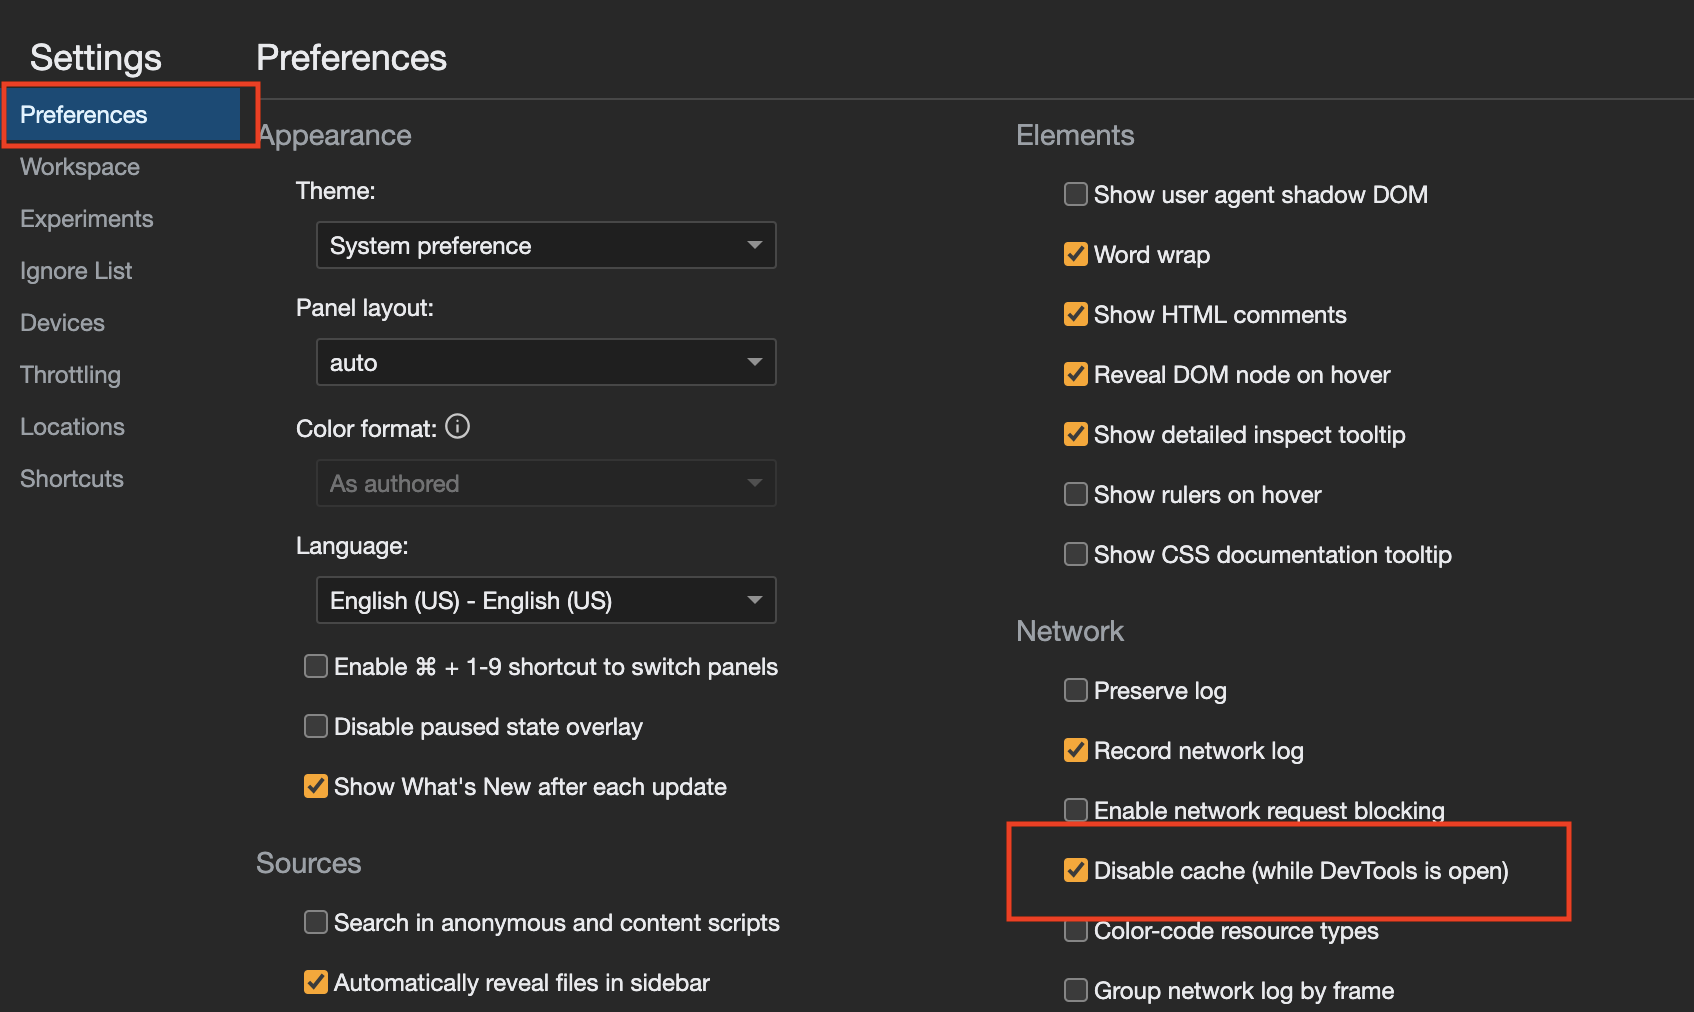 Settings
Preferences
Workspace
Experiments
Ignore List
Devices
Throttling
Locations
Shortcuts
Preferences
Appearance
Theme:
System preference
Panel layout:
auto
Color format:
As authored
Language:
English (US) - English (US)
Enable ⌘ + 1-9 shortcut to switch panels
Disable paused state overlay
Show What's New after each update
Sources
Search in anonymous and content scripts
Automatically reveal files in sidebar
Elements
Show user agent shadow DOM
Word wrap
Show HTML comments
Reveal DOM node on hover
Show detailed inspect tooltip
Show rulers on hover
Show CSS documentation tooltip
Network
Preserve log
Record network log
Enable network request blocking
Disable cache (while DevTools is open)
Color-code resource types
Group network log by frame